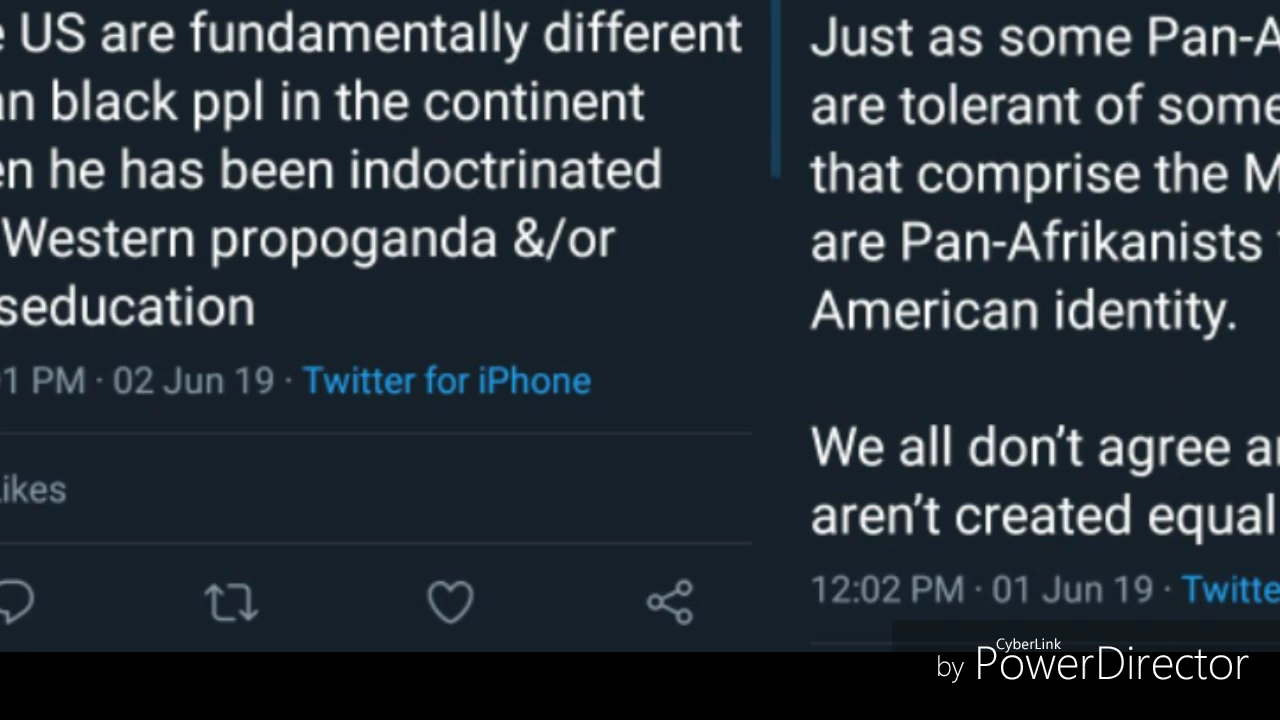 e US are fundamentally different
an black ppl in the continent
en he has been indoctrinated
Western propoganda &/or
seducation
1 PM · 02 Jun 19 · Twitter for iPhone
Likes
Just as some Pan-A
are tolerant of some
that comprise the M
are Pan-Afrikanists
American identity.
We all don’t agree a
aren’t created equal
12:02 PM · 01 Jun 19 · Twitte
CyberLink
by PowerDirector